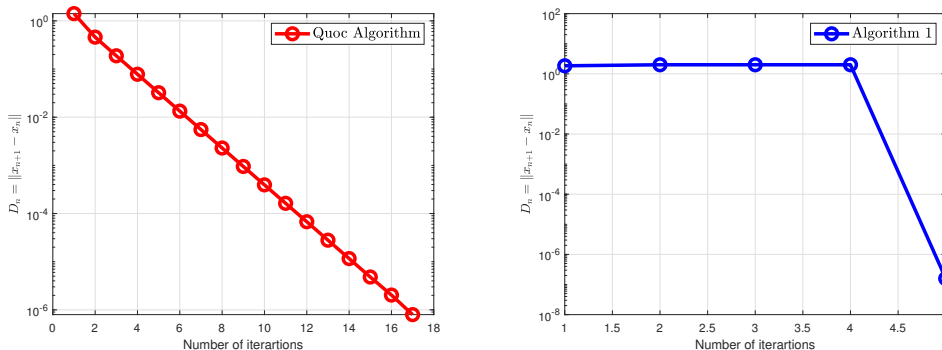 Quoc Algorithm
10^0
10^-2
10^-4
10^-6
D_n = ||x_{n+1} - x_n||
0 2 4 6 8 10 12 14 16 18
Number of iterartions
Algorithm 1
10^2
10^0
10^-2
10^-4
10^-6
10^-8
D_n = ||x_{n+1} - x_n||
1 1.5 2 2.5 3 3.5 4 4.5
Number of iterartions